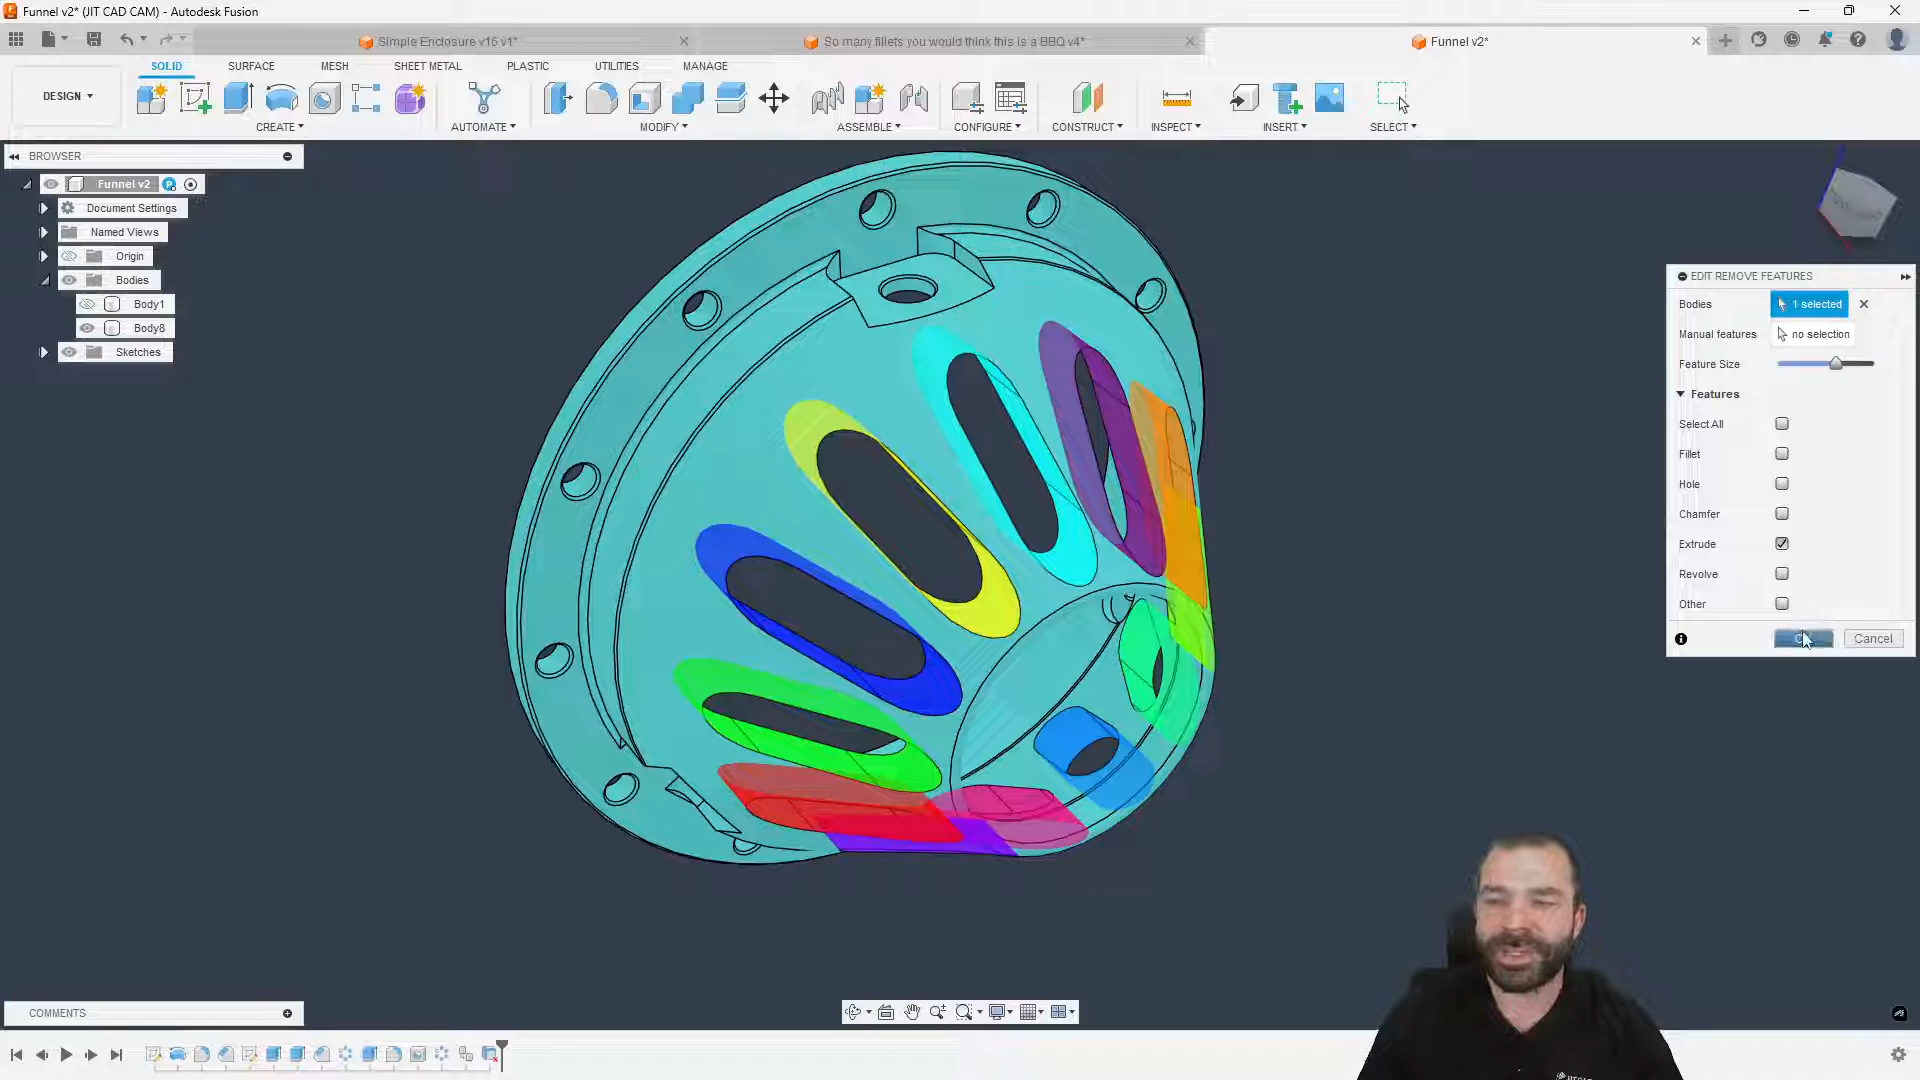 Funnel v2* (JIT CAD CAM) - Autodesk Fusion
Simple Enclosure v16 v1*
So many fillets you would think this is a BBQ v4*
Funnel v2*
DESIGN
SOLID
SURFACE
MESH
SHEET METAL
PLASTIC
UTILITIES
MANAGE
CREATE
AUTOMATE
MODIFY
ASSEMBLE
CONFIGURE
CONSTRUCT
INSPECT
INSERT
SELECT
BROWSER
Funnel v2
Document Settings
Named Views
Origin
Bodies
Body1
Body8
Sketches
EDIT REMOVE FEATURES
Bodies
1 selected
Manual features
no selection
Feature Size
Features
Select All
Fillet
Hole
Chamfer
Extrude
Revolve
Other
Cancel
COMMENTS